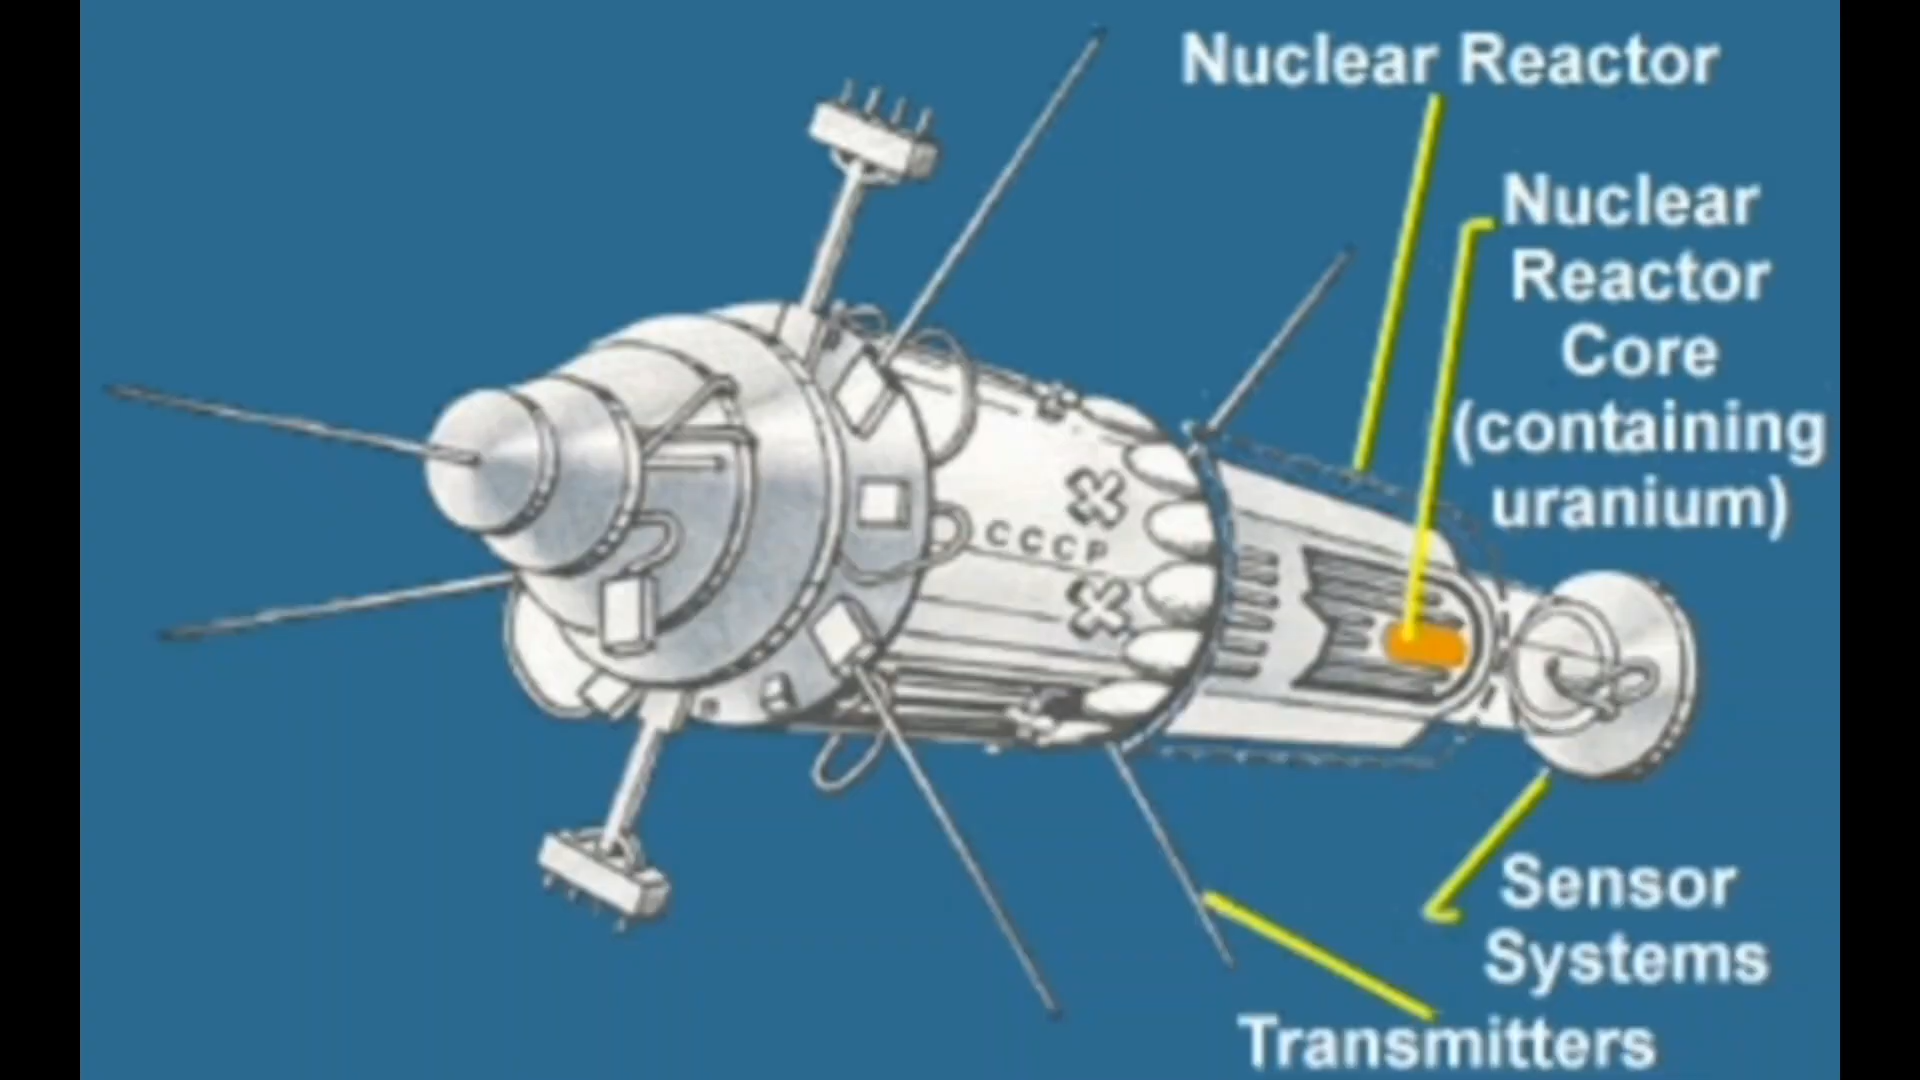 Nuclear Reactor
Nuclear
Reactor
Core
(containing
uranium)
CCCP
Sensor
Systems
Transmitters